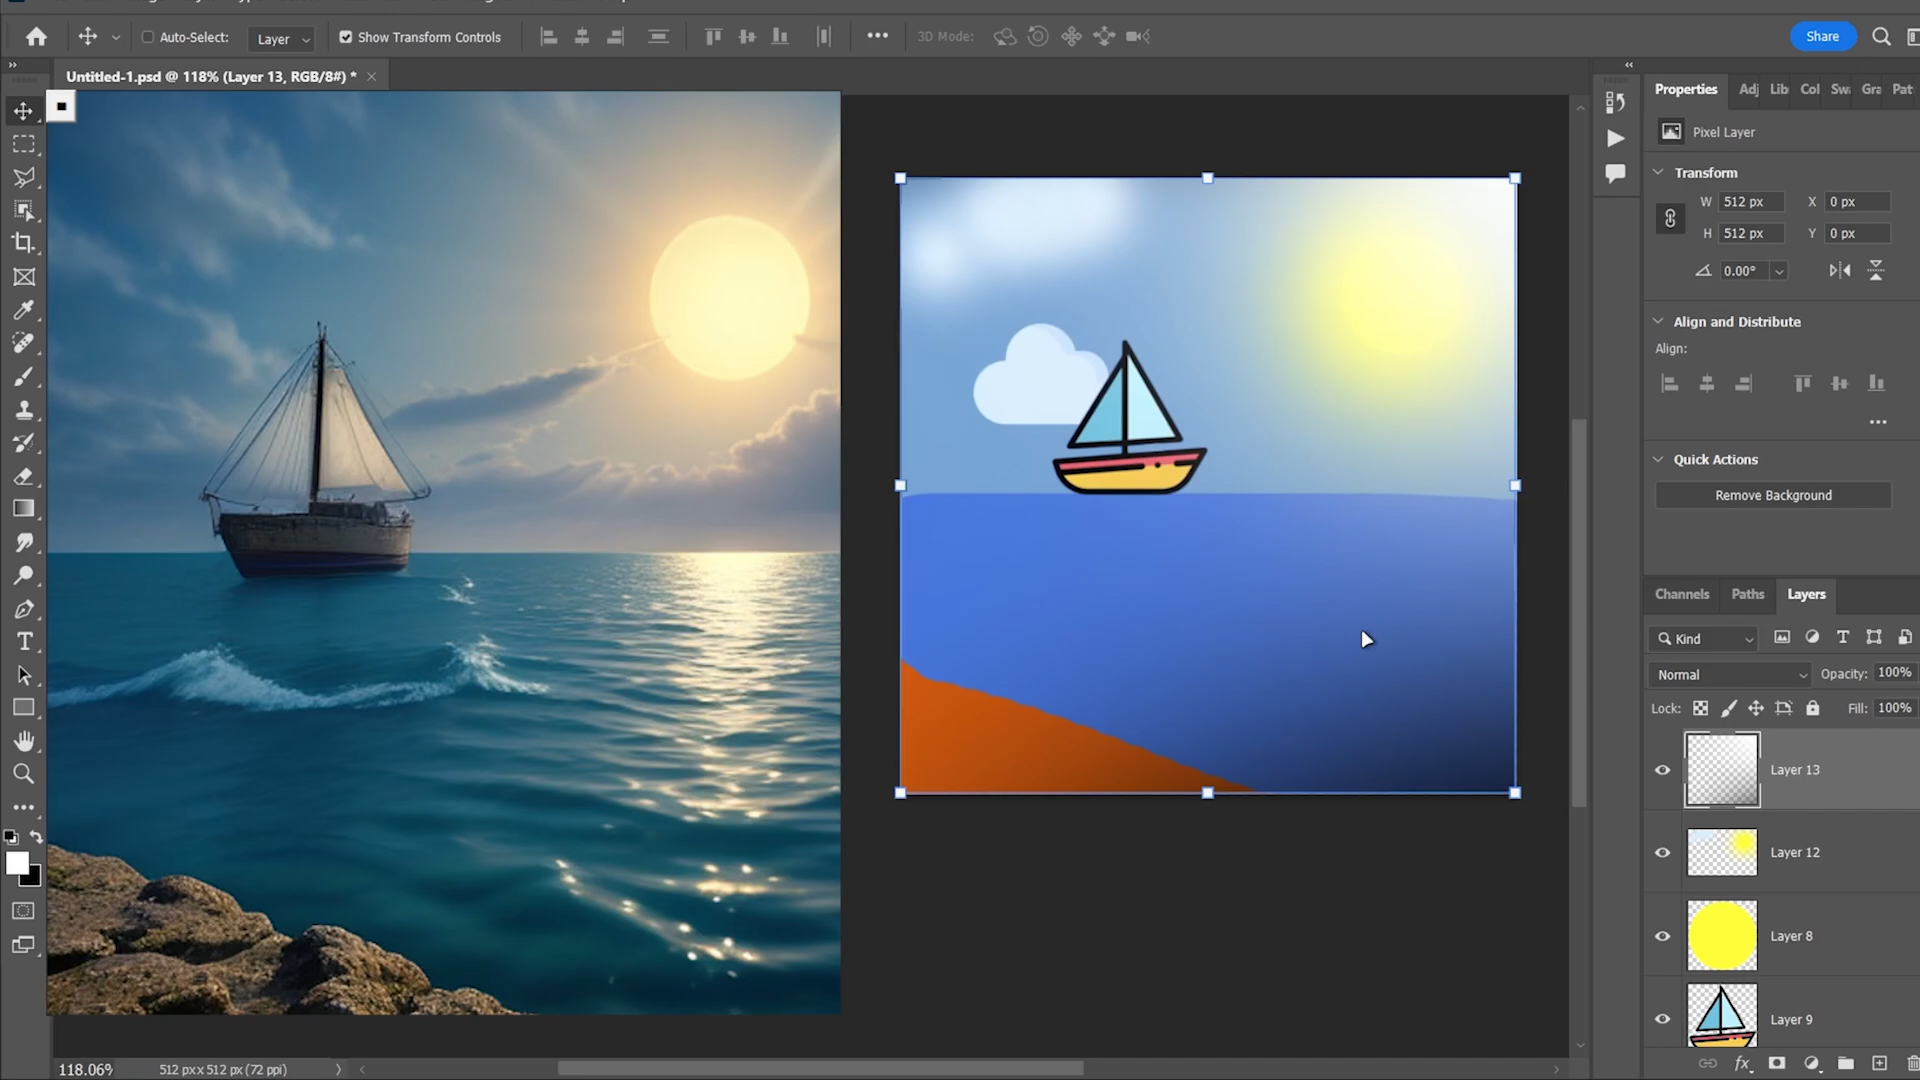 Auto-Select:
Layer
Show Transform Controls
3D Mode:
Share
Untitled-1.psd @ 118% (Layer 13, RGB/8#) *
Properties
Adj
Lib
Col
Sw
Gra
Pat
Pixel Layer
Transform
W
512 px
X
0 px
H
512 px
Y
0 px
0.00°
Align and Distribute
Align:
Quick Actions
Remove Background
Channels
Paths
Layers
Kind
Normal
Opacity:
100%
Lock:
Fill:
100%
Layer 13
Layer 12
Layer 8
Layer 9
fx
T
118.06%
512 px x 512 px (72 ppi)